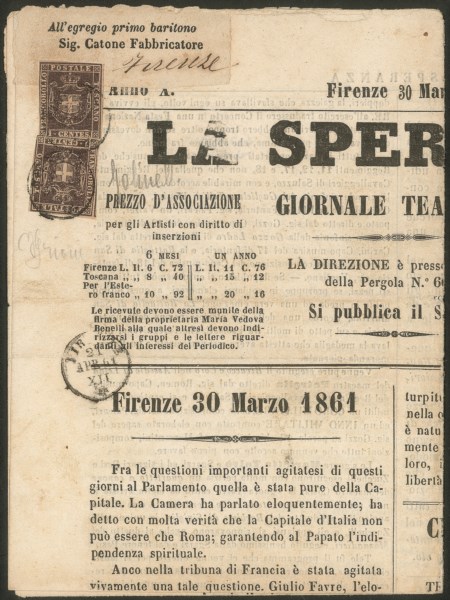 All'egregio primo baritono
Sig. Catone Fabbricatore
Firenze
Anno X.
Firenze 30 Mar
LA SPER
PREZZO D'ASSOCIAZIONE
per gli Artisti con diritto di
inserzioni
6 MESI UN ANNO
Firenze L. It. 6 C. 72 L. It. 11 C. 76
Toscana „ „ 8 „ 40 „ „ 15 „ 12
Per l'Este-
ro franco „ 10 „ 92 „ „ 20 „ 16
Le ricevute devono essere munite della
firma della proprietaria Maria Vedova
Benelli alla quale altresì devono indi-
rizzarsi i gruppi e le lettere riguar-
danti all interessi del Periodico.
GIORNALE TEA
LA DIREZIONE è press
della Pergola N.° 6
Si pubblica il S
Firenze 30 Marzo 1861
Fra le questioni importanti agitatesi di questi
giorni al Parlamento quella è stata pure della Ca-
pitale. La Camera ha parlato eloquentemente; ha
detto con molta verità che la Capitale d'Italia non
può essere che Roma; garantendo al Papato l'indi-
pendenza spirituale.
Anco nella tribuna di Francia è stata agitata
vivamente una tale questione. Giulio Favre, l'elo-
turpit
nella
è natu
mente
loro, i
liberth